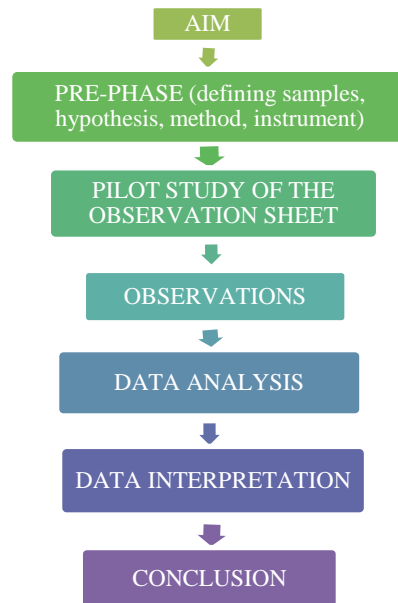 AIM
PRE-PHASE (defining samples,
hypothesis, method, instrument)
PILOT STUDY OF THE
OBSERVATION SHEET
OBSERVATIONS
DATA ANALYSIS
DATA INTERPRETATION
CONCLUSION